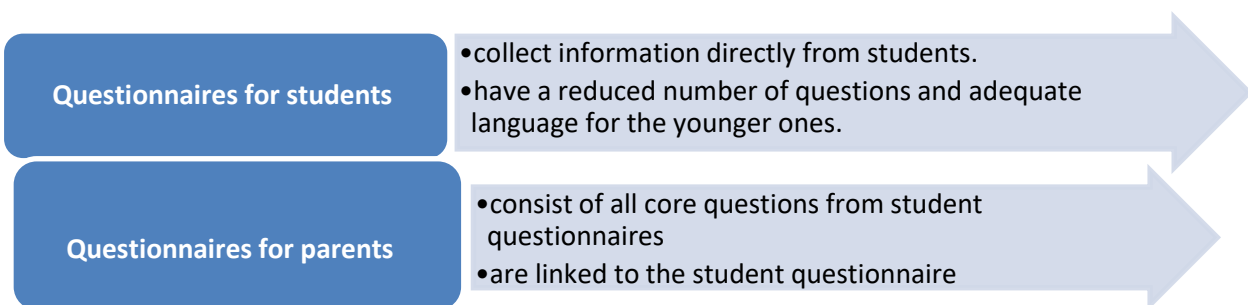 Questionnaires for students
•collect information directly from students.
•have a reduced number of questions and adequate
language for the younger ones.
Questionnaires for parents
•consist of all core questions from student
questionnaires
•are linked to the student questionnaire